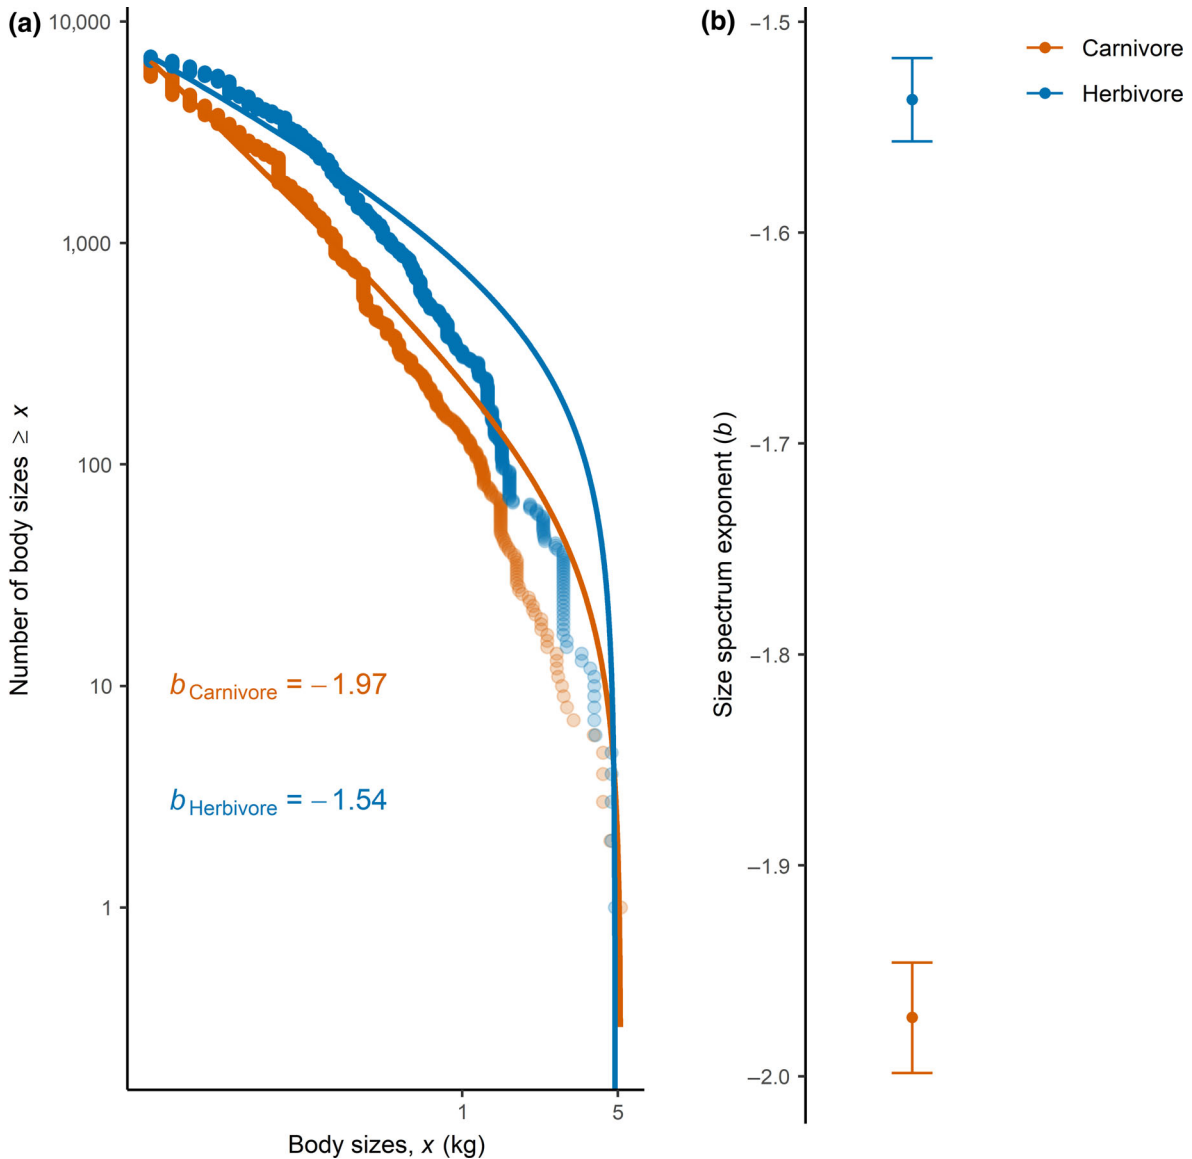 (a)
10,000
1,000
100
10
1
Number of body sizes ≥ x
b Carnivore = −1.97
b Herbivore = −1.54
1
5
Body sizes, x (kg)
(b)
−1.5
−1.6
−1.7
−1.8
−1.9
−2.0
Size spectrum exponent (b)
Carnivore
Herbivore